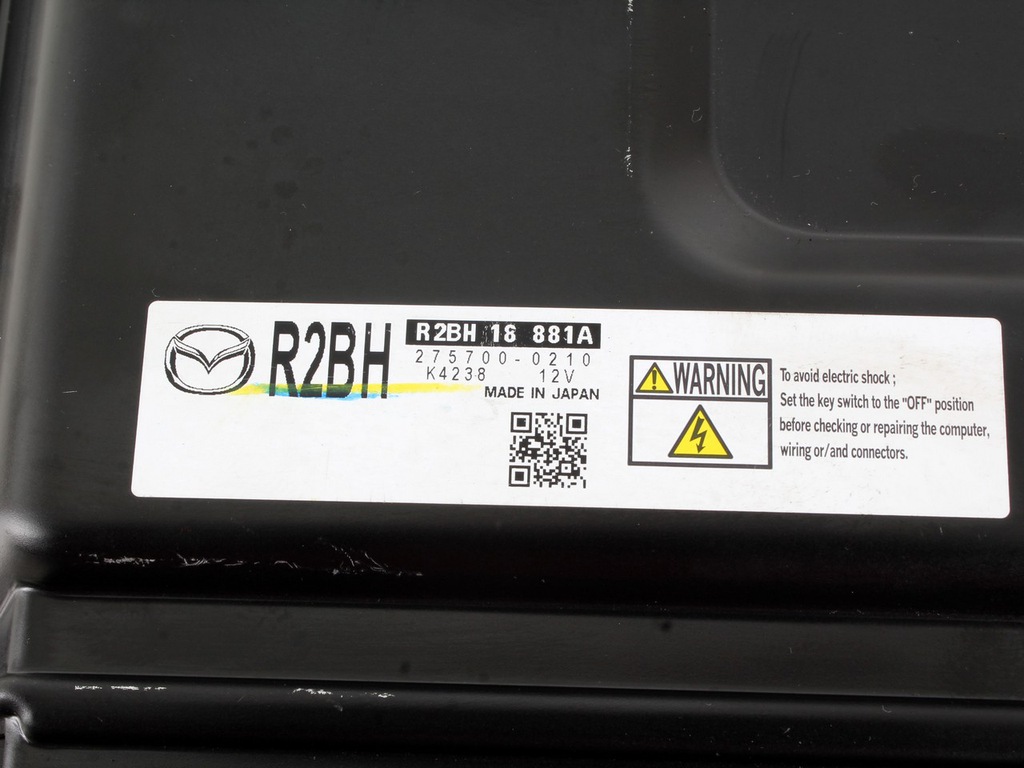 R2BH
R2BH 18 881A
275700-0210
K4238 12V
MADE IN JAPAN
WARNING
To avoid electric shock ;
Set the key switch to the "OFF" position
before checking or repairing the computer,
wiring or/and connectors.